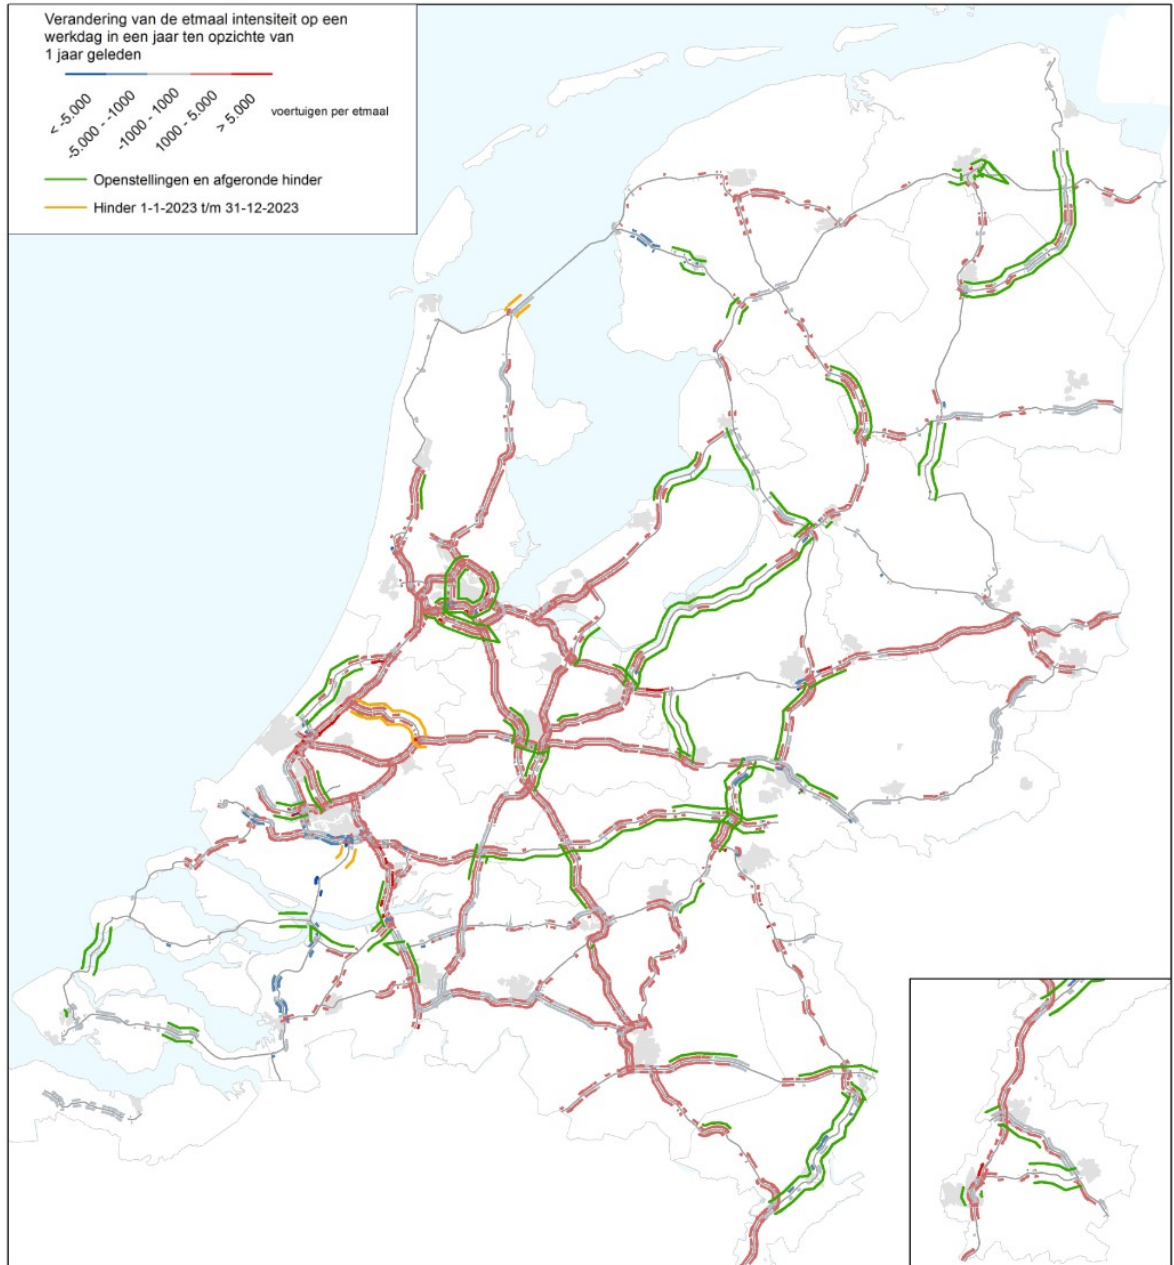 Verandering van de etmaal intensiteit op een
werkdag in een jaar ten opzichte van
1 jaar geleden
< -5.000
-5.000 - -1000
-1000 - 1000
1000 - 5.000
> 5.000
voertuigen per etmaal
Openstellingen en afgeronde hinder
Hinder 1-1-2023 t/m 31-12-2023